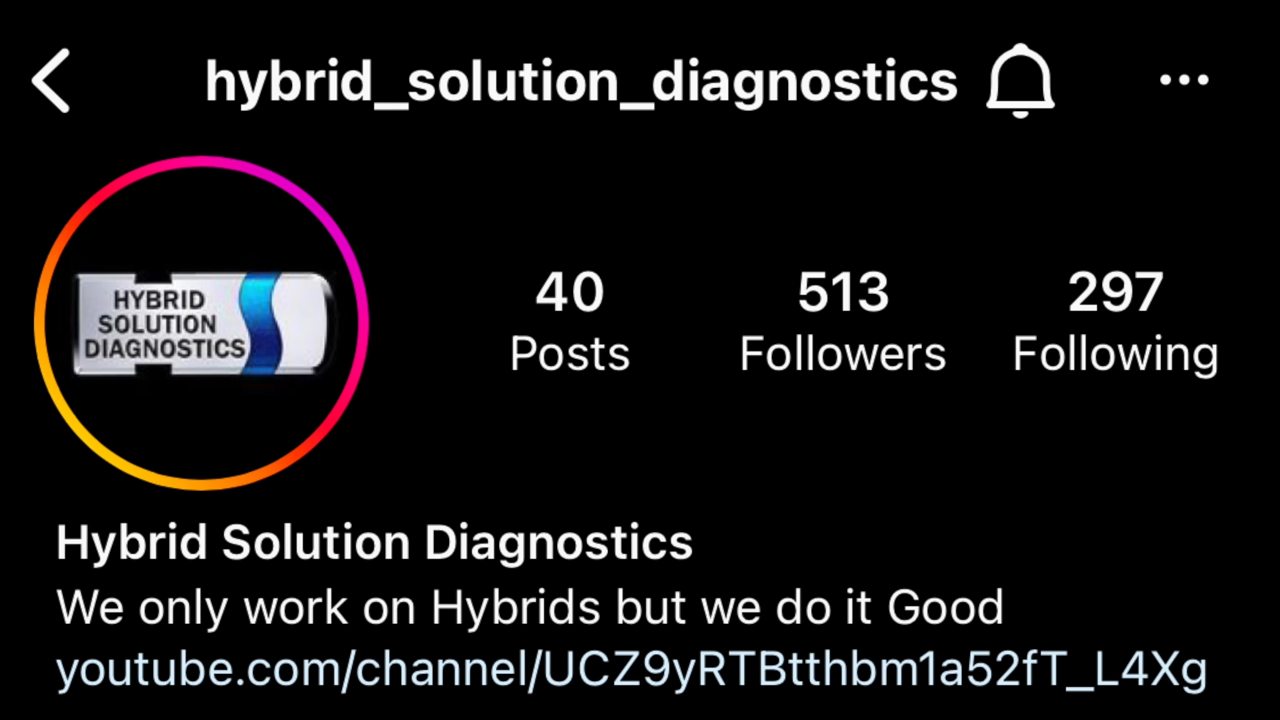 hybrid_solution_diagnostics
HYBRID
SOLUTION
DIAGNOSTICS
40
Posts
513
Followers
297
Following
Hybrid Solution Diagnostics
We only work on Hybrids but we do it Good
youtube.com/channel/UCZ9yRTBtthbm1a52fT_L4Xg